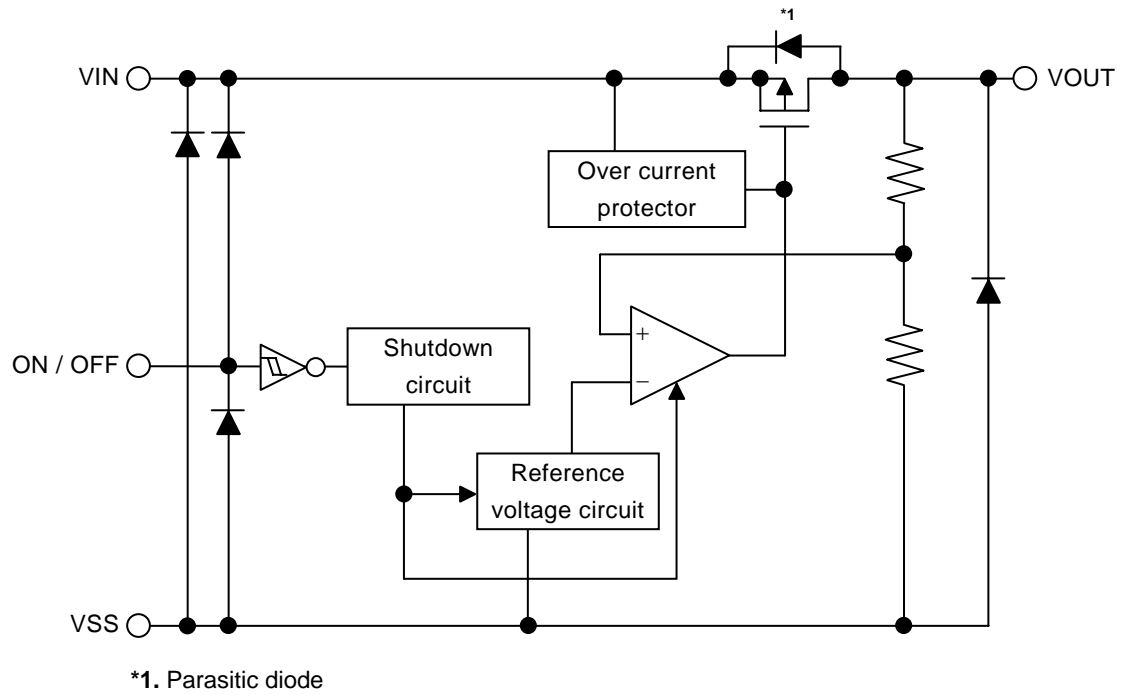 *1
VIN
VOUT
Over current
protector
+
−
ON / OFF
Shutdown
circuit
Reference
voltage circuit
VSS
*1. Parasitic diode